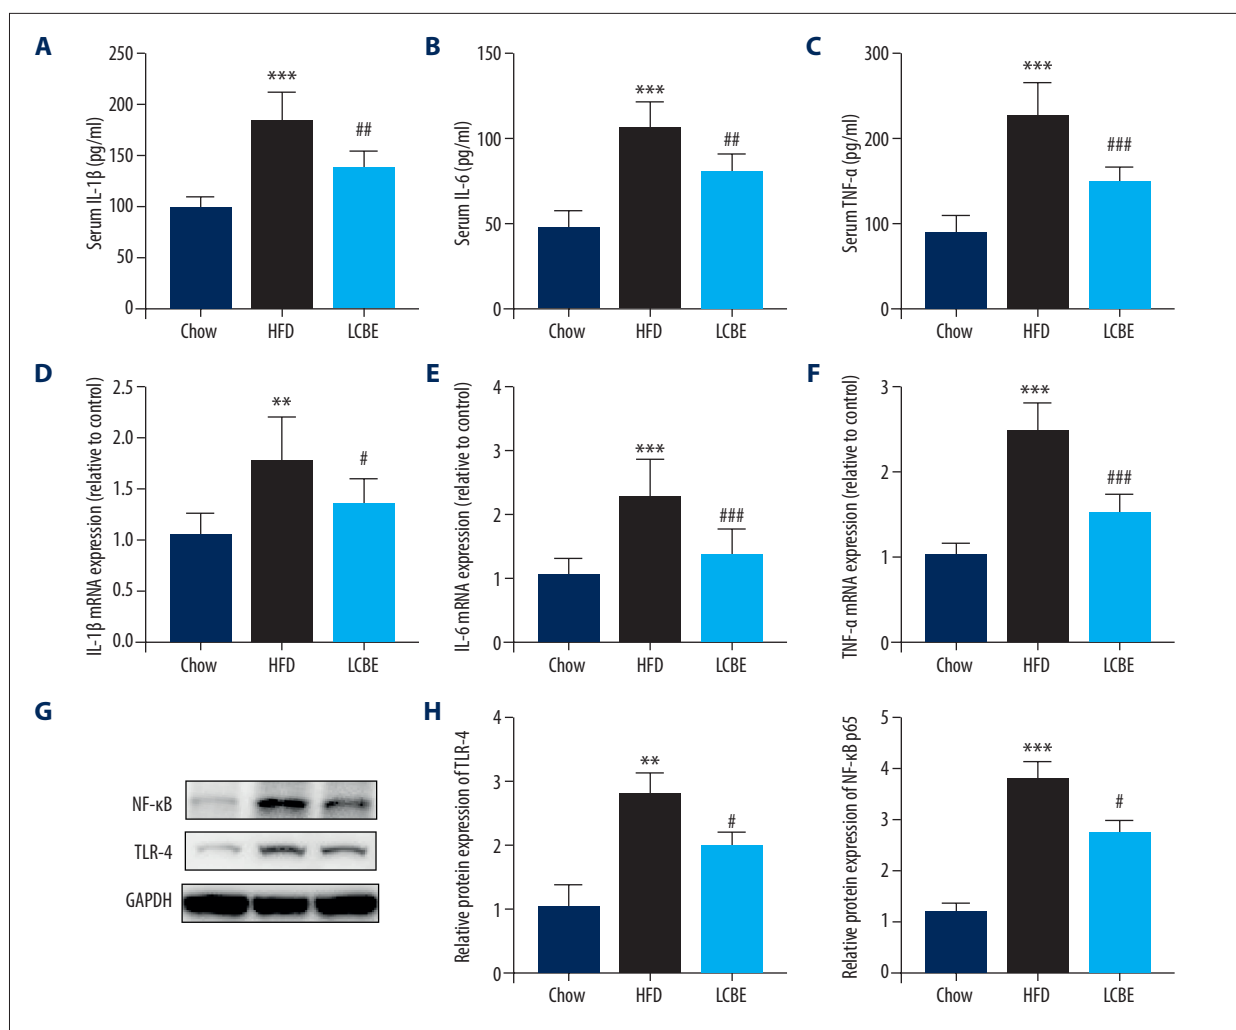 A
Serum IL-1β (pg/ml)
250
200
150
100
50
0
***
##
Chow HFD LCBE
B
Serum IL-6 (pg/ml)
150
100
50
0
***
##
Chow HFD LCBE
C
Serum TNF-α (pg/ml)
300
200
100
0
***
###
Chow HFD LCBE
D
IL-1β mRNA expression (relative to control)
2.5
2.0
1.5
1.0
0.5
0.0
**
#
Chow HFD LCBE
E
IL-6 mRNA expression (relative to control)
4
3
2
1
0
***
###
Chow HFD LCBE
F
TNF-α mRNA expression (relative to control)
3
2
1
0
***
###
Chow HFD LCBE
G
NF-κB
TLR-4
GAPDH
H
Relative protein expression of TLR-4
4
3
2
1
0
**
#
Chow HFD LCBE
Relative protein expression of NF-κB p65
5
4
3
2
1
0
***
#
Chow HFD LCBE